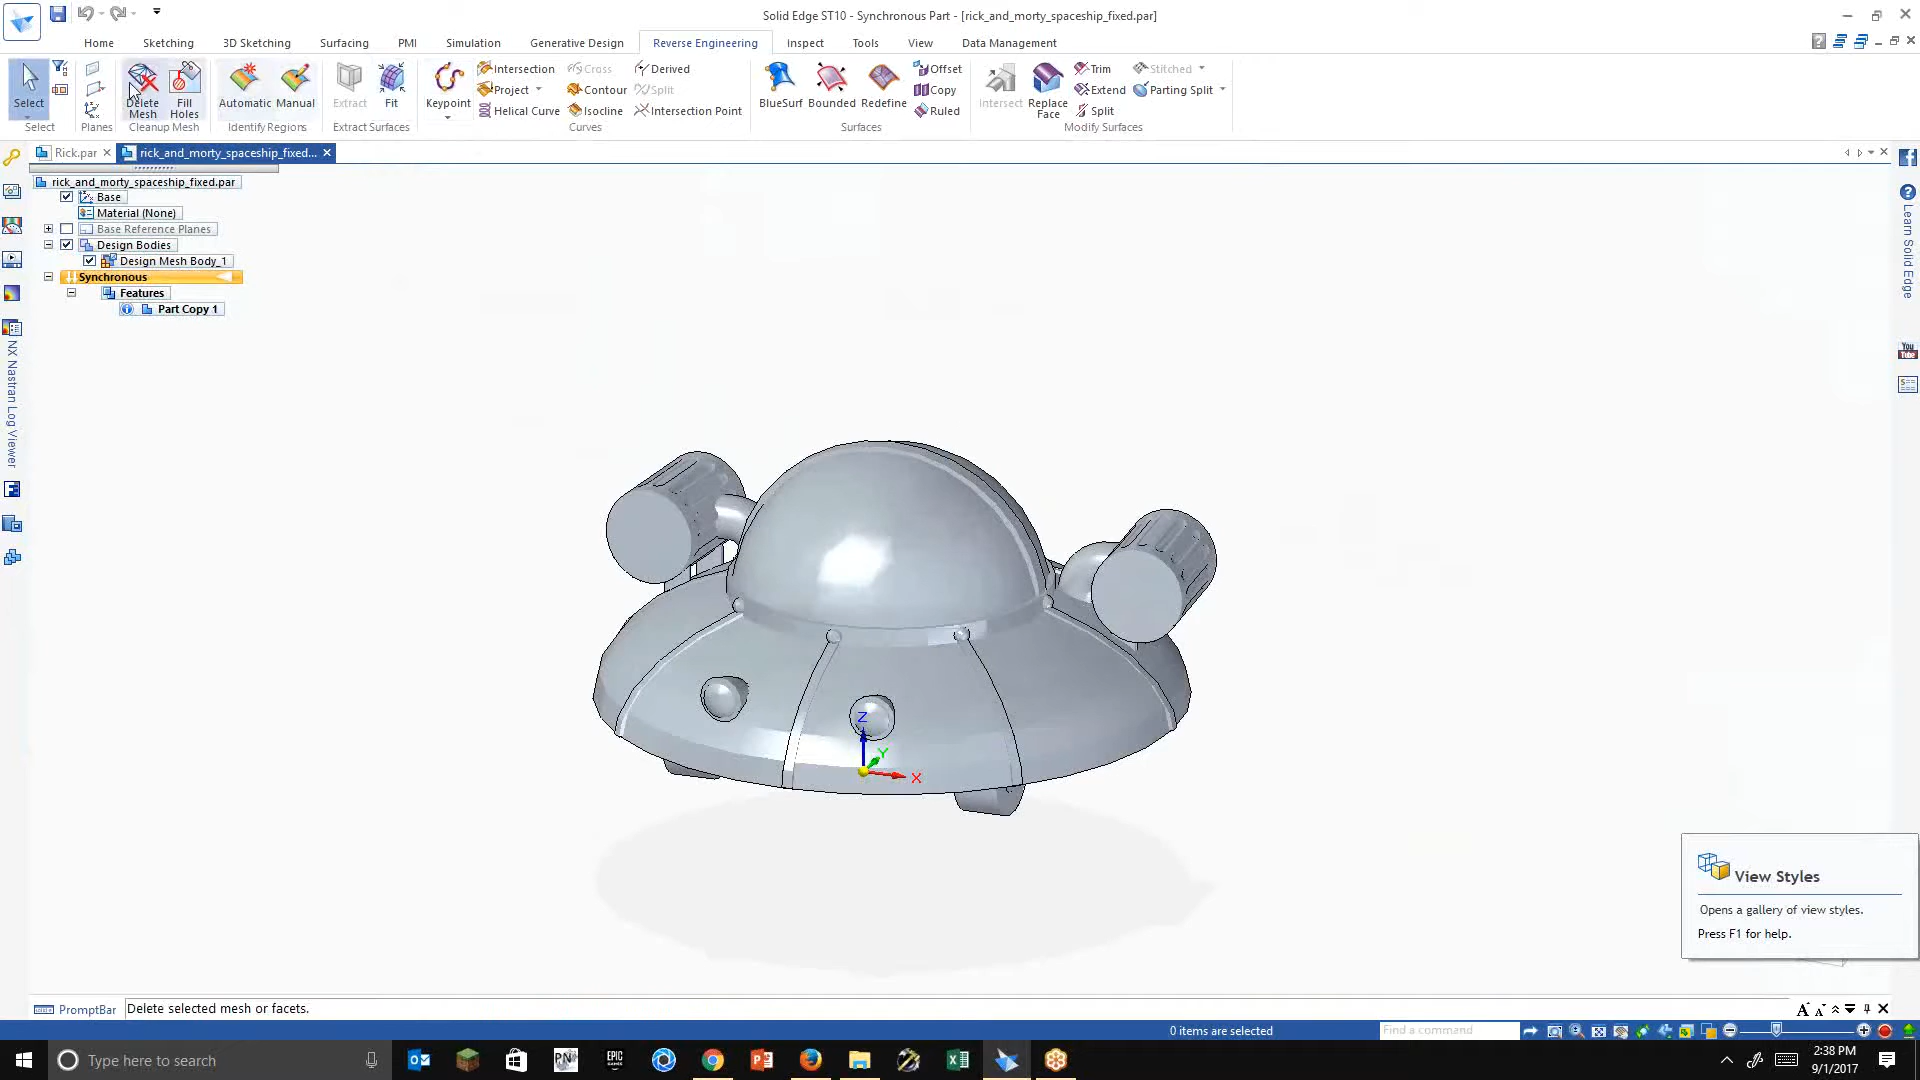 Solid Edge ST10 - Synchronous Part - [rick_and_morty_spaceship_fixed.par]
Home Sketching 3D Sketching Surfacing PMI Simulation Generative Design Reverse Engineering Inspect Tools View Data Management
Select
Select
Planes
Delete Mesh
Fill Holes
Cleanup Mesh
Automatic
Manual
Identify Regions
Extract
Fit
Extract Surfaces
Keypoint
Intersection
Project
Helical Curve
Cross
Contour
Isocline
Derived
Split
Intersection Point
Curves
BlueSurf
Bounded
Redefine
Offset
Copy
Ruled
Surfaces
Intersect
Replace Face
Trim
Extend
Split
Stitched
Parting Split
Modify Surfaces
Rick.par
rick_and_morty_spaceship_fixed...
rick_and_morty_spaceship_fixed.par
Base
Material (None)
Base Reference Planes
Design Bodies
Design Mesh Body_1
Synchronous
Features
Part Copy 1
NX Nastran Log Viewer
Learn Solid Edge
You Tube
Z
Y
X
View Styles
Opens a gallery of view styles.
Press F1 for help.
PromptBar
Delete selected mesh or facets.
0 items are selected
Find a command
Type here to search
EPIC GAMES
2:38 PM
9/1/2017